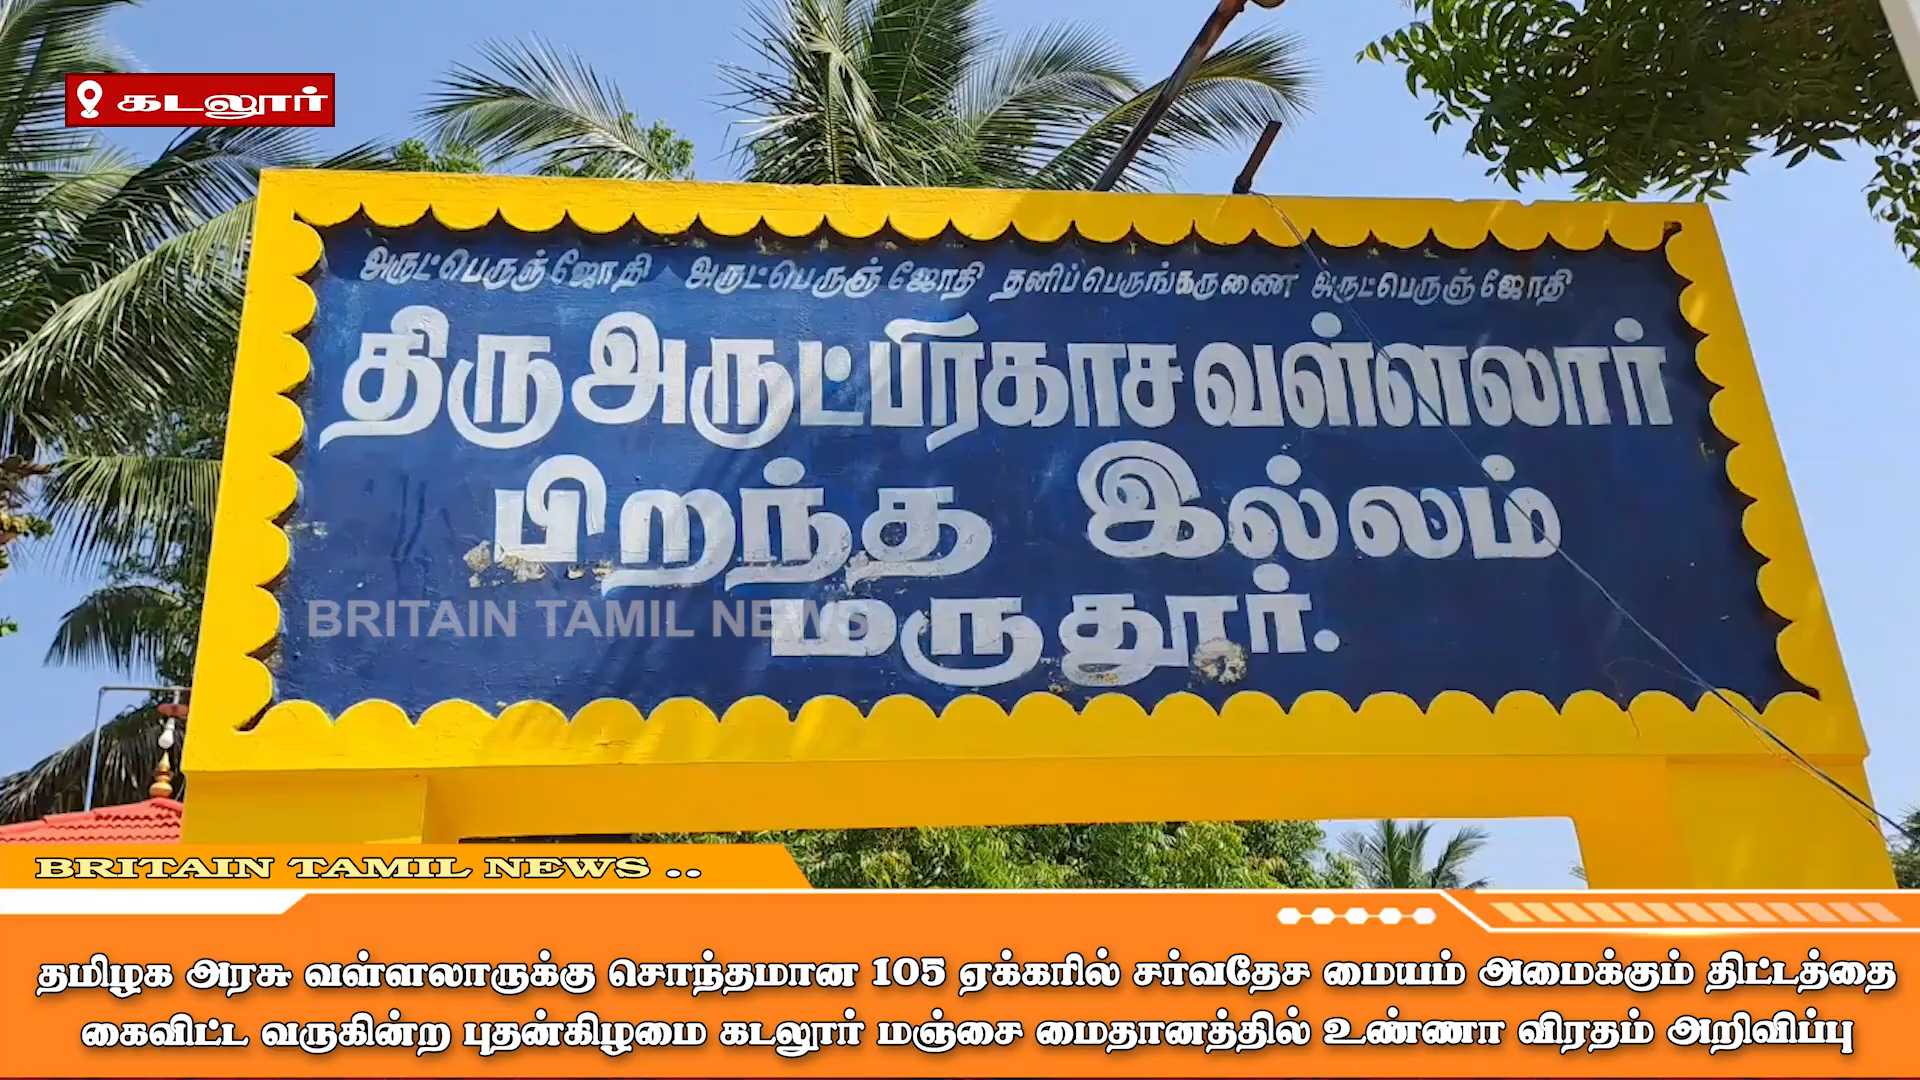 கடலூர்
அருட்பெருஞ்ஜோதி அருட்பெருஞ்ஜோதி தனிப்பெருங்கருணை அருட்பெருஞ்ஜோதி
திரு அருட்பிரகாச வள்ளலார்
பிறந்த இல்லம்
BRITAIN TAMIL NEWS
மருதூர்.
BRITAIN TAMIL NEWS ..
தமிழக அரசு வள்ளலாருக்கு சொந்தமான 105 ஏக்கரில் சர்வதேச மையம் அமைக்கும் திட்டத்தை
கைவிட்ட வருகின்ற புதன்கிழமை கடலூர் மஞ்சை மைதானத்தில் உண்ணா விரதம் அறிவிப்பு